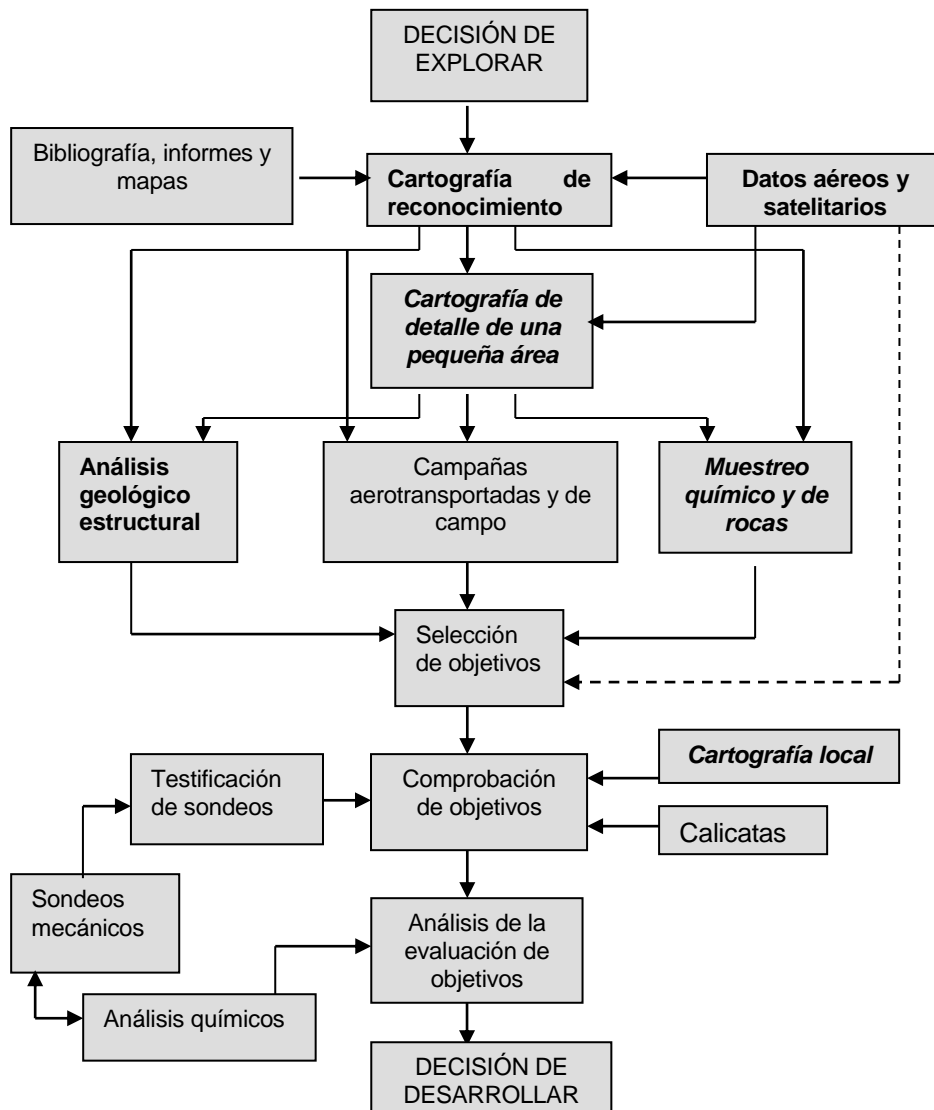 DECISIÓN DE
EXPLORAR
Bibliografía, informes y
mapas
Cartografía de
reconocimiento
Datos aéreos y
satelitarios
Cartografía de
detalle de una
pequeña área
Análisis
geológico
estructural
Campañas
aerotransportadas y de
campo
Muestreo
químico y de
rocas
Selección
de objetivos
Testificación
de sondeos
Comprobación
de objetivos
Cartografía local
Calicatas
Sondeos
mecánicos
Análisis de la
evaluación de
objetivos
Análisis químicos
DECISIÓN DE
DESARROLLAR